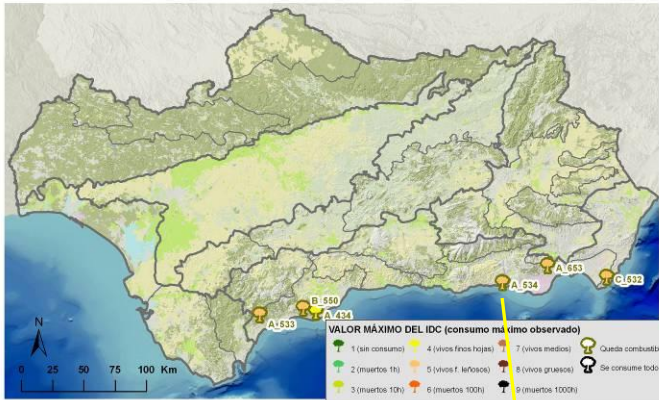 A_653
A_534
C_532
B_550
A_533
A_434
N
0 25 50 100 Km
VALOR MÁXIMO DEL IDC (consumo máximo observado)
1 (sin consumo)
2 (muertos 1h)
3 (muertos 10h)
4 (vivos finos hojas)
5 (vivos f. leñosos)
6 (muertos 100h)
7 (vivos medios)
8 (vivos gruesos)
9 (muertos 1000h)
Queda combustib
Se consume todo